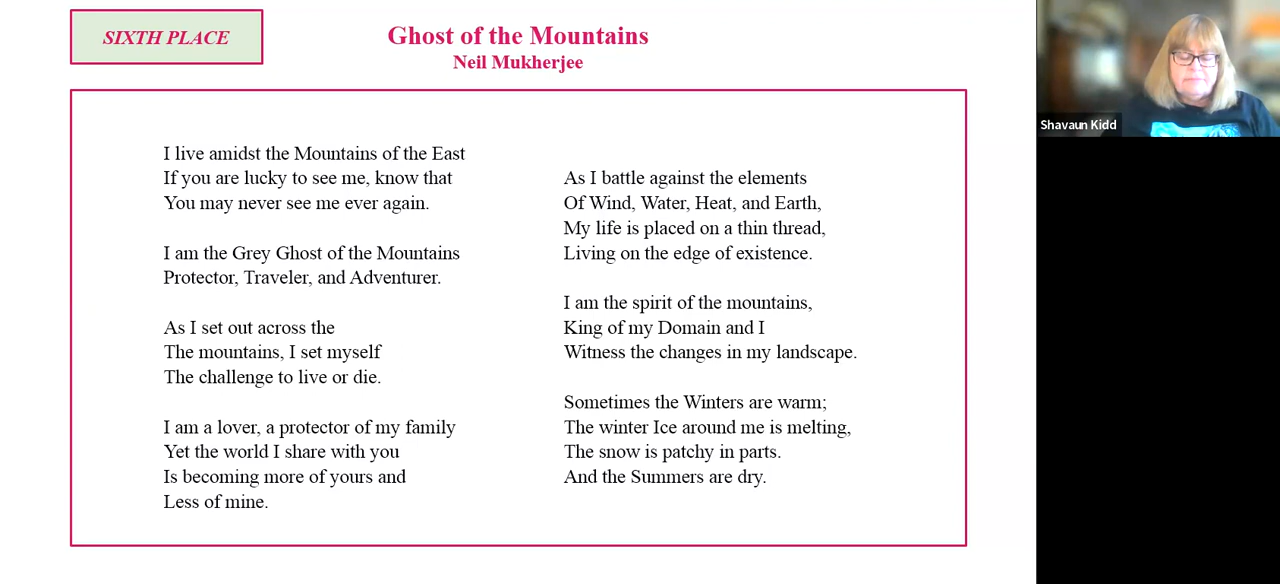 SIXTH PLACE
Ghost of the Mountains
Neil Mukherjee
I live amidst the Mountains of the East
If you are lucky to see me, know that
You may never see me ever again.
I am the Grey Ghost of the Mountains
Protector, Traveler, and Adventurer.
As I set out across the
The mountains, I set myself
The challenge to live or die.
I am a lover, a protector of my family
Yet the world I share with you
Is becoming more of yours and
Less of mine.
As I battle against the elements
Of Wind, Water, Heat, and Earth,
My life is placed on a thin thread,
Living on the edge of existence.
I am the spirit of the mountains,
King of my Domain and I
Witness the changes in my landscape.
Sometimes the Winters are warm;
The winter Ice around me is melting,
The snow is patchy in parts.
And the Summers are dry.
Shavaun Kidd